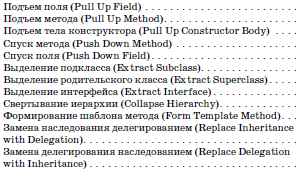 Подъем поля (Pull Up Field) . . . . . . . . . . . . . . . . . . . . . . . . . . . .
Подъем метода (Pull Up Method). . . . . . . . . . . . . . . . . . . . . . . .
Подъем тела конструктора (Pull Up Constructor Body) . . . . . .
Спуск метода (Push Down Method) . . . . . . . . . . . . . . . . . . . . . .
Спуск поля (Push Down Field) . . . . . . . . . . . . . . . . . . . . . . . . . .
Выделение подкласса (Extract Subclass). . . . . . . . . . . . . . . . . .
Выделение родительского класса (Extract Superclass) . . . . . . .
Выделение интерфейса (Extract Interface) . . . . . . . . . . . . . . . .
Свертывание иерархии (Collapse Hierarchy). . . . . . . . . . . . . . .
Формирование шаблона метода (Form Template Method). . . .
Замена наследования делегированием (Replace Inheritance
with Delegation). . . . . . . . . . . . . . . . . . . . . . . . . . . . . . . . . . . .
Замена делегирования наследованием (Replace Delegation
with Inheritance) . . . . . . . . . . . . . . . . . . . . . . . . . . . . . . . . . . .